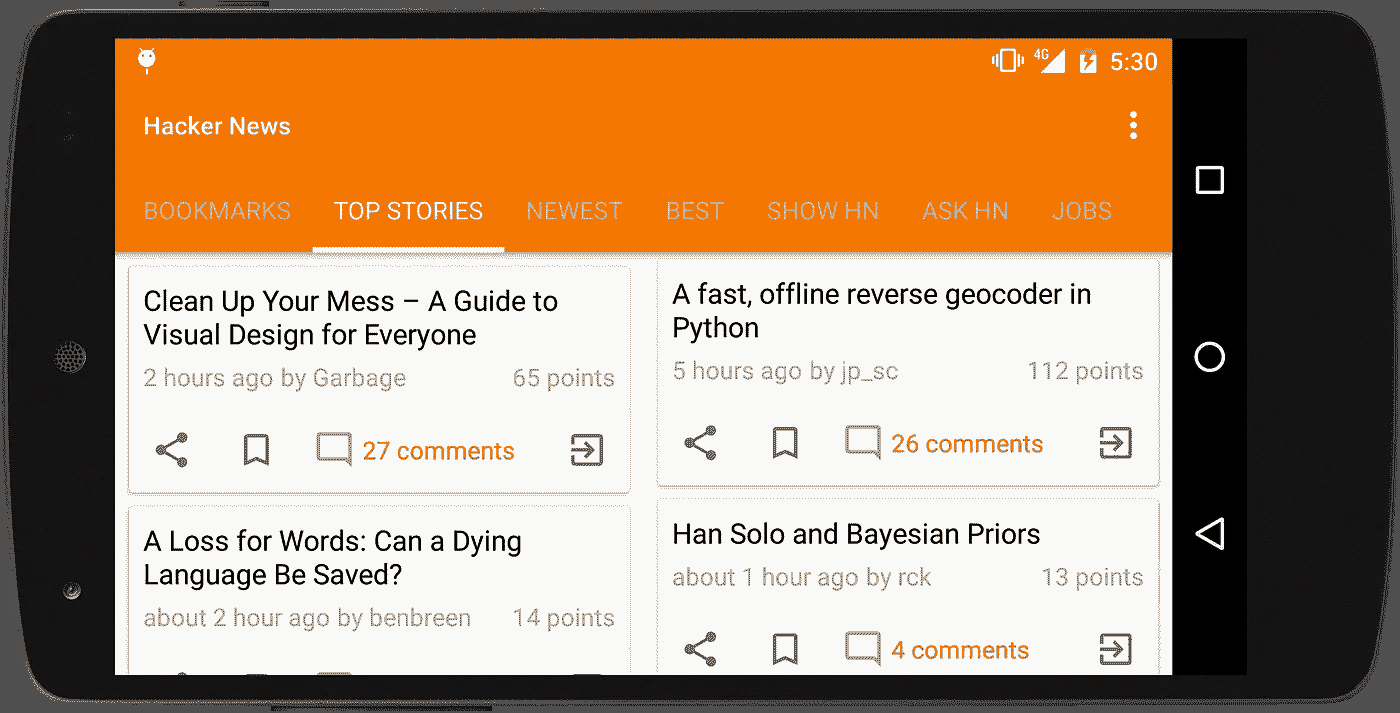 4G 5:30
Hacker News
BOOKMARKS TOP STORIES NEWEST BEST SHOW HN ASK HN JOBS
Clean Up Your Mess – A Guide to
Visual Design for Everyone
2 hours ago by Garbage 65 points
27 comments
A fast, offline reverse geocoder in
Python
5 hours ago by jp_sc 112 points
26 comments
A Loss for Words: Can a Dying
Language Be Saved?
about 2 hour ago by benbreen 14 points
Han Solo and Bayesian Priors
about 1 hour ago by rck 13 points
4 comments